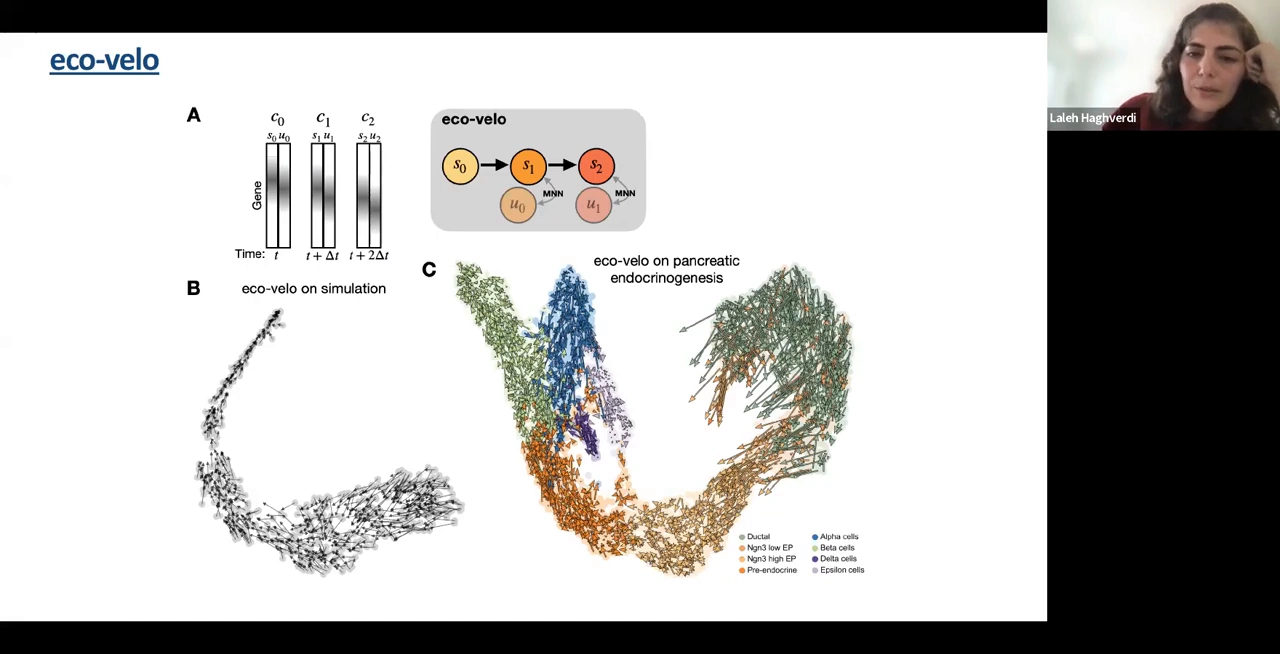 eco-velo
Laleh Haghverdi
A
c0 c1 c2
s0 u0 s1 u1 s2 u2
Gene
Time: t t + Δt t + 2Δt
eco-velo
s0 s1 s2
MNN MNN
u0 u1
B
eco-velo on simulation
C
eco-velo on pancreatic
endocrinogenesis
Ductal
Ngn3 low EP
Ngn3 high EP
Pre-endocrine
Alpha cells
Beta cells
Delta cells
Epsilon cells